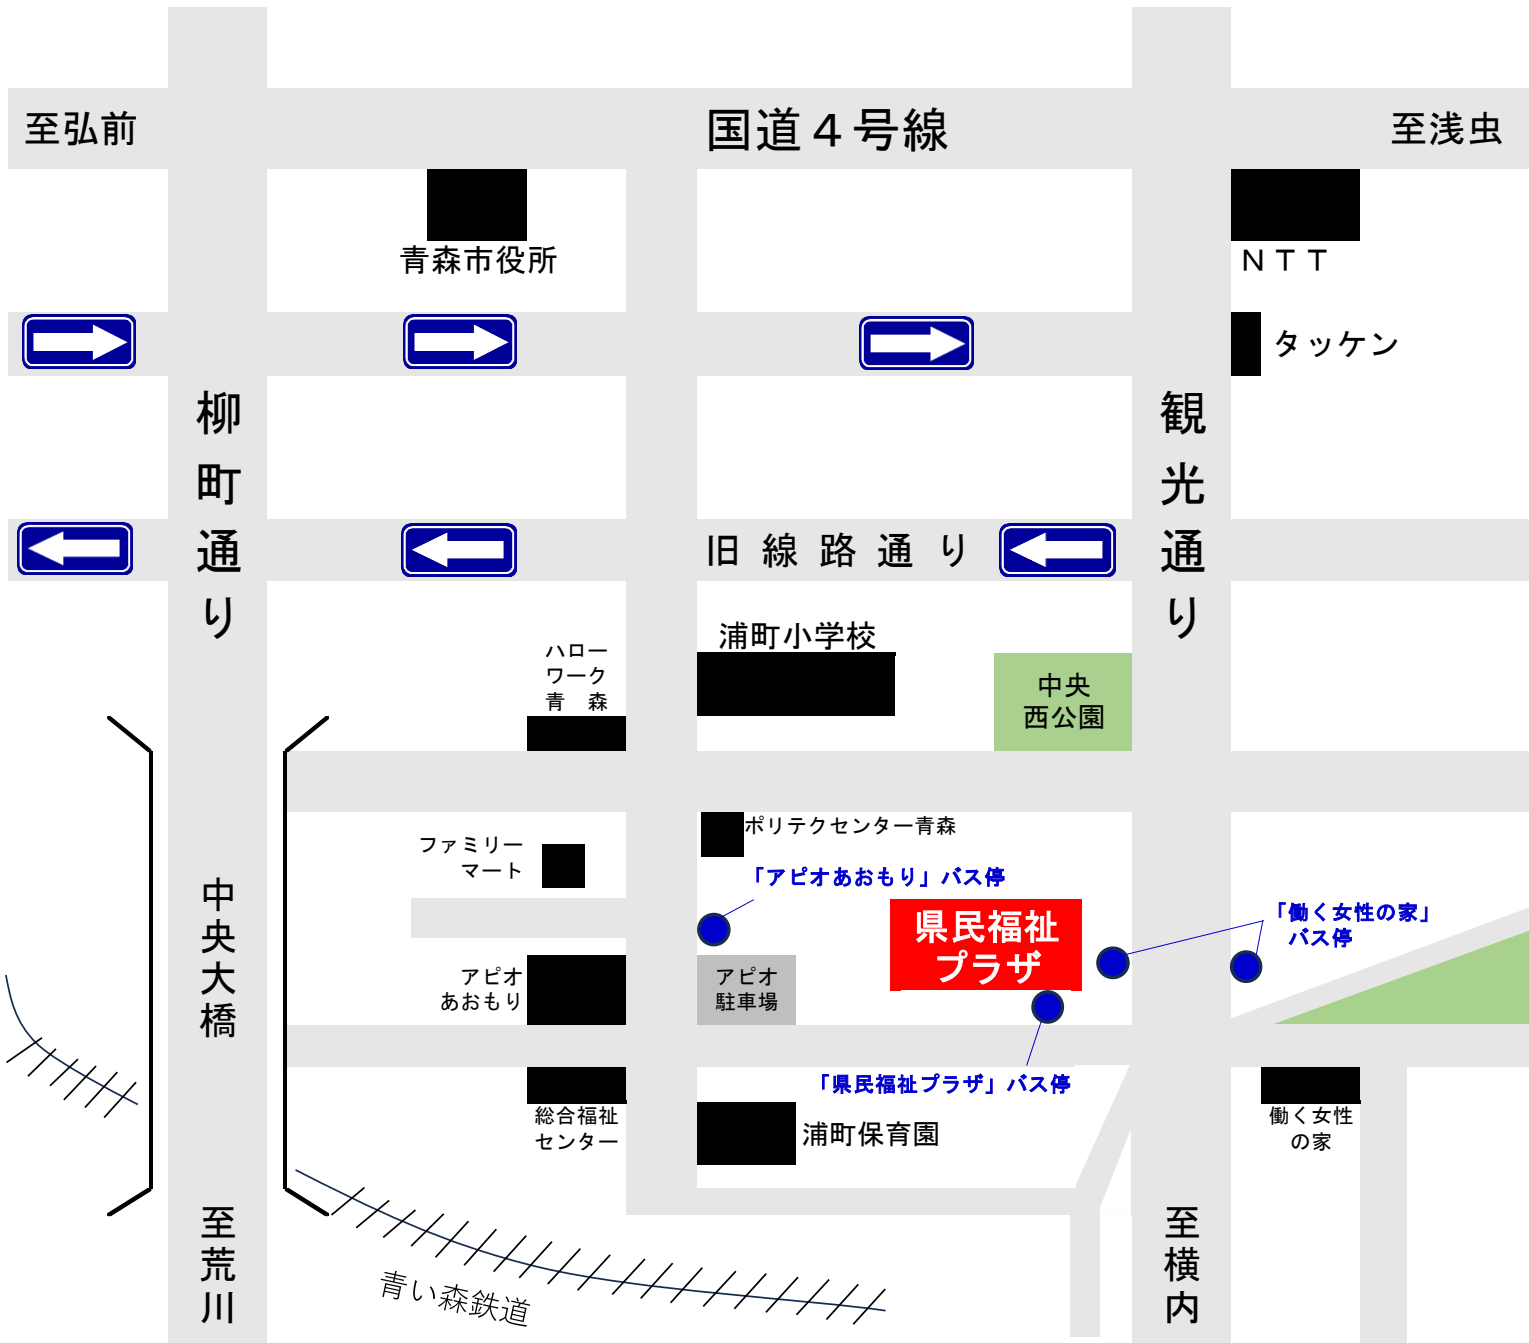 至弘前
国道４号線
至浅虫
青森市役所
ＮＴＴ
タッケン
柳町通り
観光通り
旧線路通り
浦町小学校
ハロー
ワーク
青　森
中央
西公園
ファミリー
マート
ポリテクセンター青森
「アピオあおもり」バス停
県民福祉
プラザ
「働く女性の家」
バス停
中央大橋
アピオ
あおもり
アピオ
駐車場
「県民福祉プラザ」バス停
総合福祉
センター
浦町保育園
働く女性
の家
至荒川
青い森鉄道
至横内